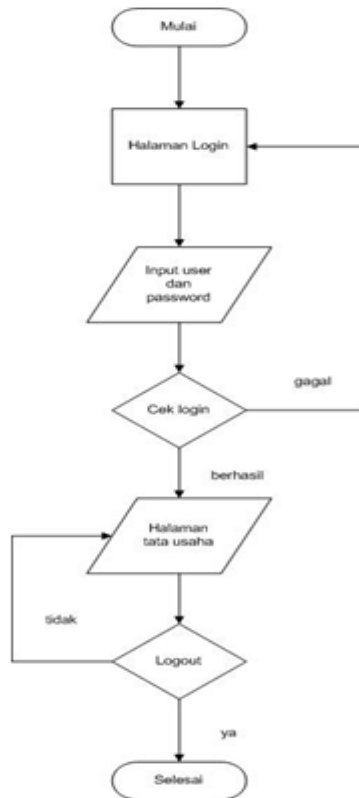 Mulai
Halaman Login
Input user
dan
password
gagal
Cek login
berhasil
Halaman
tata usaha
tidak
Logout
ya
Selesai